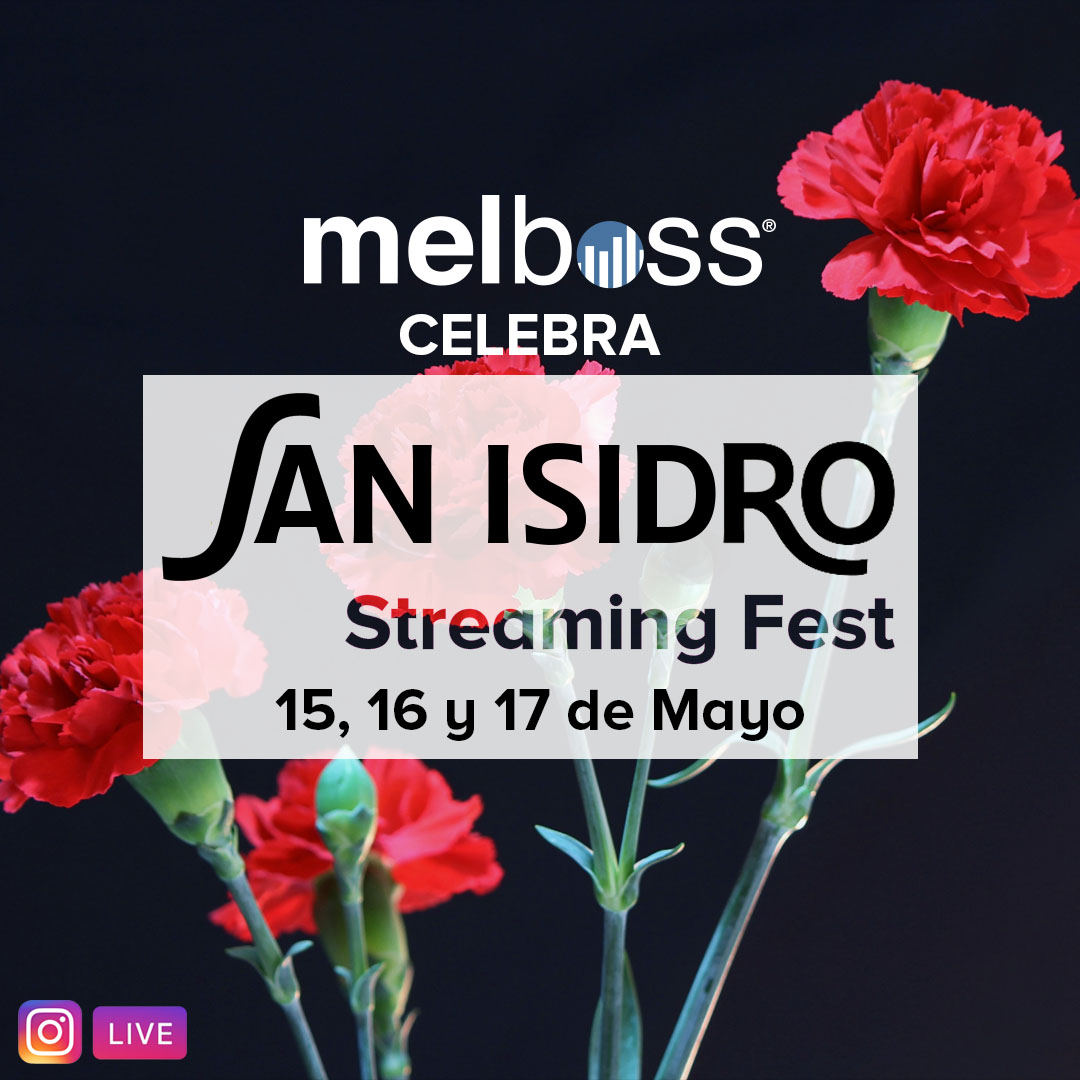 melboss®
CELEBRA
SAN ISIDRO
Streaming Fest
15, 16 y 17 de Mayo
LIVE